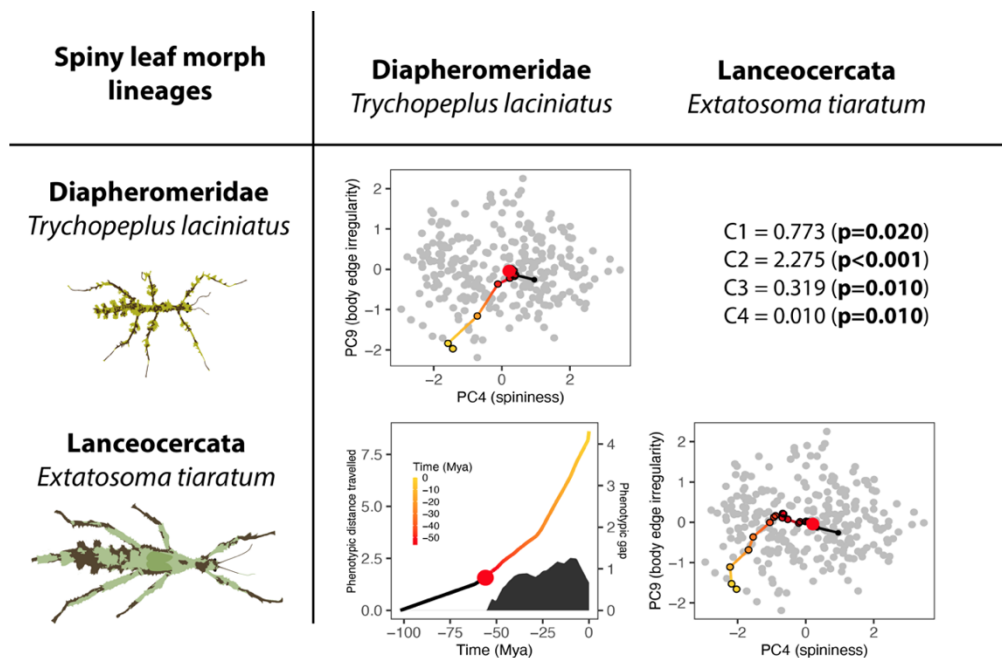 Spiny leaf morph
lineages
Diapheromeridae
Trychopeplus laciniatus
Lanceocercata
Extatosoma tiaratum
Diapheromeridae
Trychopeplus laciniatus
PC9 (body edge irregularity)
2
1
0
−1
−2
−2
0
2
PC4 (spininess)
C1 = 0.773 (p=0.020)
C2 = 2.275 (p<0.001)
C3 = 0.319 (p=0.010)
C4 = 0.010 (p=0.010)
Lanceocercata
Extatosoma tiaratum
Phenotypic distance travelled
7.5
5.0
2.5
0.0
Time (Mya)
0
−10
−20
−30
−40
−50
4
3
2
1
0
Phenotypic gap
−100
−75
−50
−25
0
Time (Mya)
PC9 (body edge irregularity)
2
1
0
−1
−2
−2
0
2
PC4 (spininess)